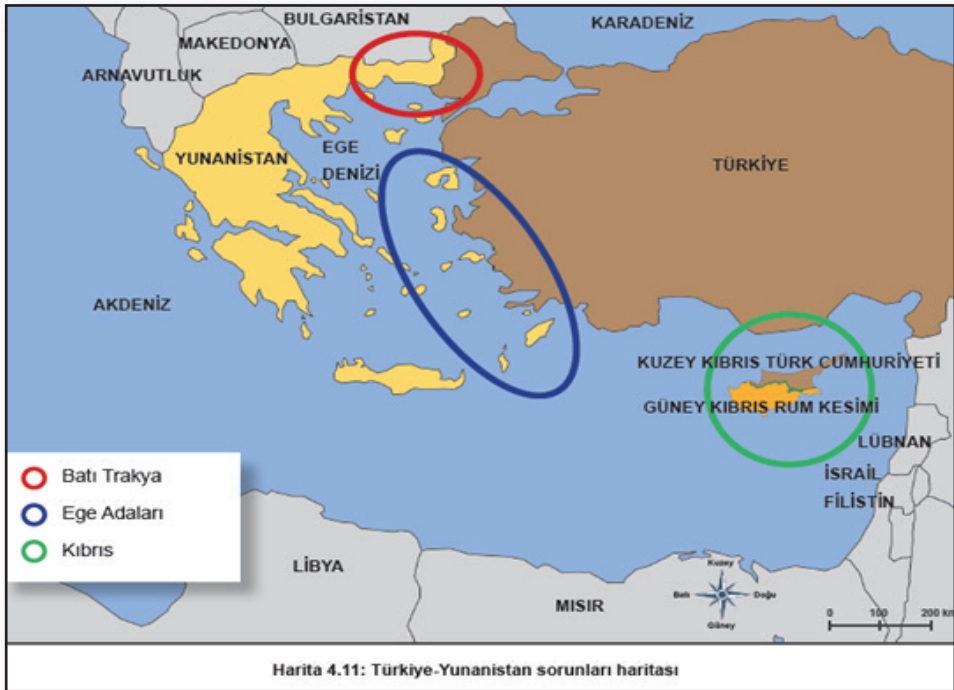 BULGARİSTAN
KARADENİZ
MAKEDONYA
ARNAVUTLUK
YUNANİSTAN
EGE
DENİZİ
TÜRKİYE
AKDENİZ
KUZEY KIBRIS TÜRK CUMHURİYETİ
GÜNEY KIBRIS RUM KESİMİ
LÜBNAN
İSRAİL
FİLİSTİN
Batı Trakya
Ege Adaları
Kıbrıs
LİBYA
MISIR
Kuzey
Batı
Doğu
Güney
0 100 200 km
Harita 4.11: Türkiye-Yunanistan sorunları haritası